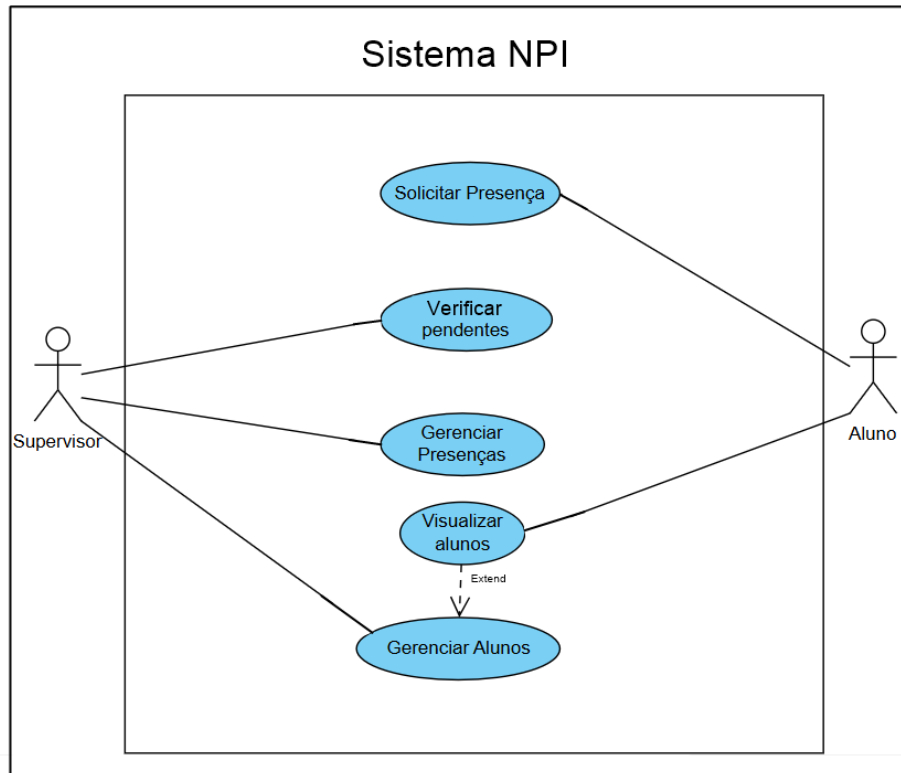 Sistema NPI
Solicitar Presença
Verificar
pendentes
Supervisor
Aluno
Gerenciar
Presenças
Visualizar
alunos
Extend
Gerenciar Alunos